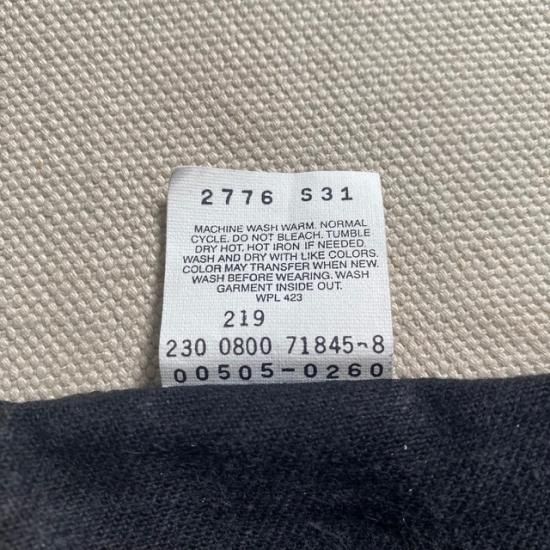 2776 S31
MACHINE WASH WARM. NORMAL
CYCLE. DO NOT BLEACH. TUMBLE
DRY HOT. HOT IRON IF NEEDED.
WASH AND DRY WITH LIKE COLORS.
COLOR MAY TRANSFER WHEN NEW.
WASH BEFORE WEARING. WASH
GARMENT INSIDE OUT.
WPL 423
219
230 0800 71845-8
00505-0260